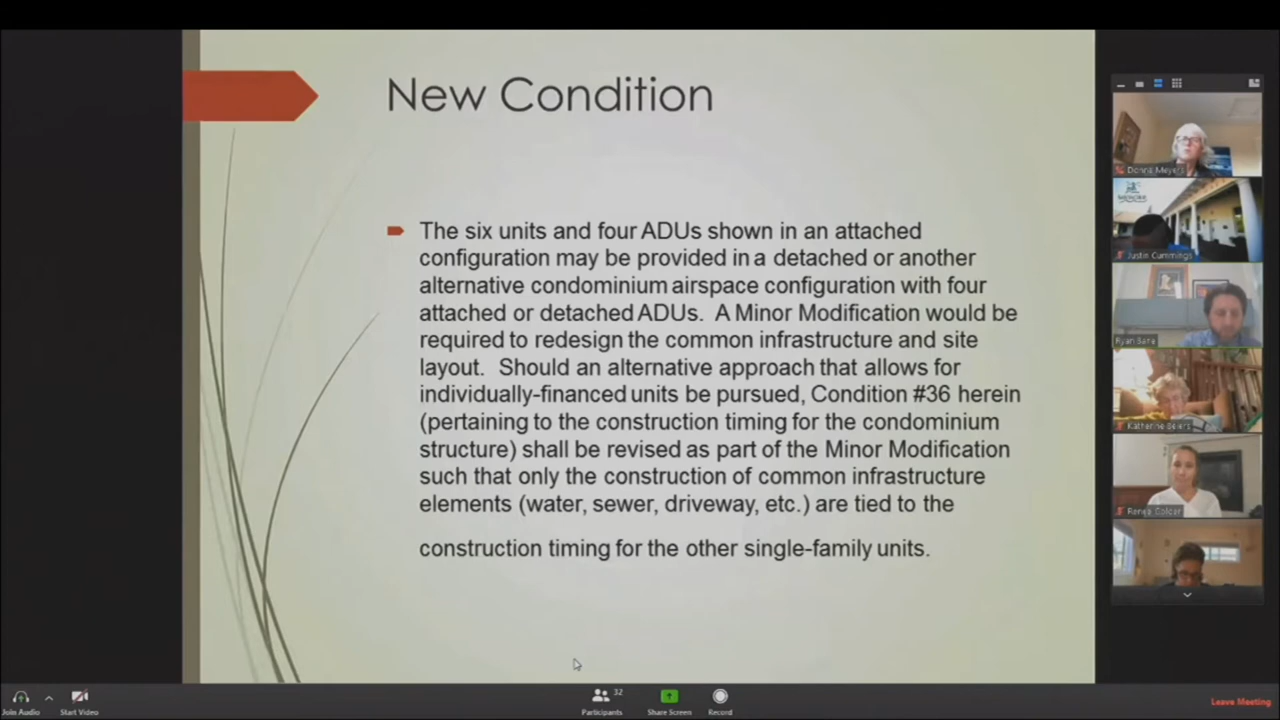 New Condition
The six units and four ADUs shown in an attached
configuration may be provided in a detached or another
alternative condominium airspace configuration with four
attached or detached ADUs. A Minor Modification would be
required to redesign the common infrastructure and site
layout. Should an alternative approach that allows for
individually-financed units be pursued, Condition #36 herein
(pertaining to the construction timing for the condominium
structure) shall be revised as part of the Minor Modification
such that only the construction of common infrastructure
elements (water, sewer, driveway, etc.) are tied to the
construction timing for the other single-family units.
Donna Meyers
Justin Cummings
Ryan Bane
Katherine Beiers
Renee Golder
Join Audio
Start Video
Participants
32
Share Screen
Record
Leave Meeting